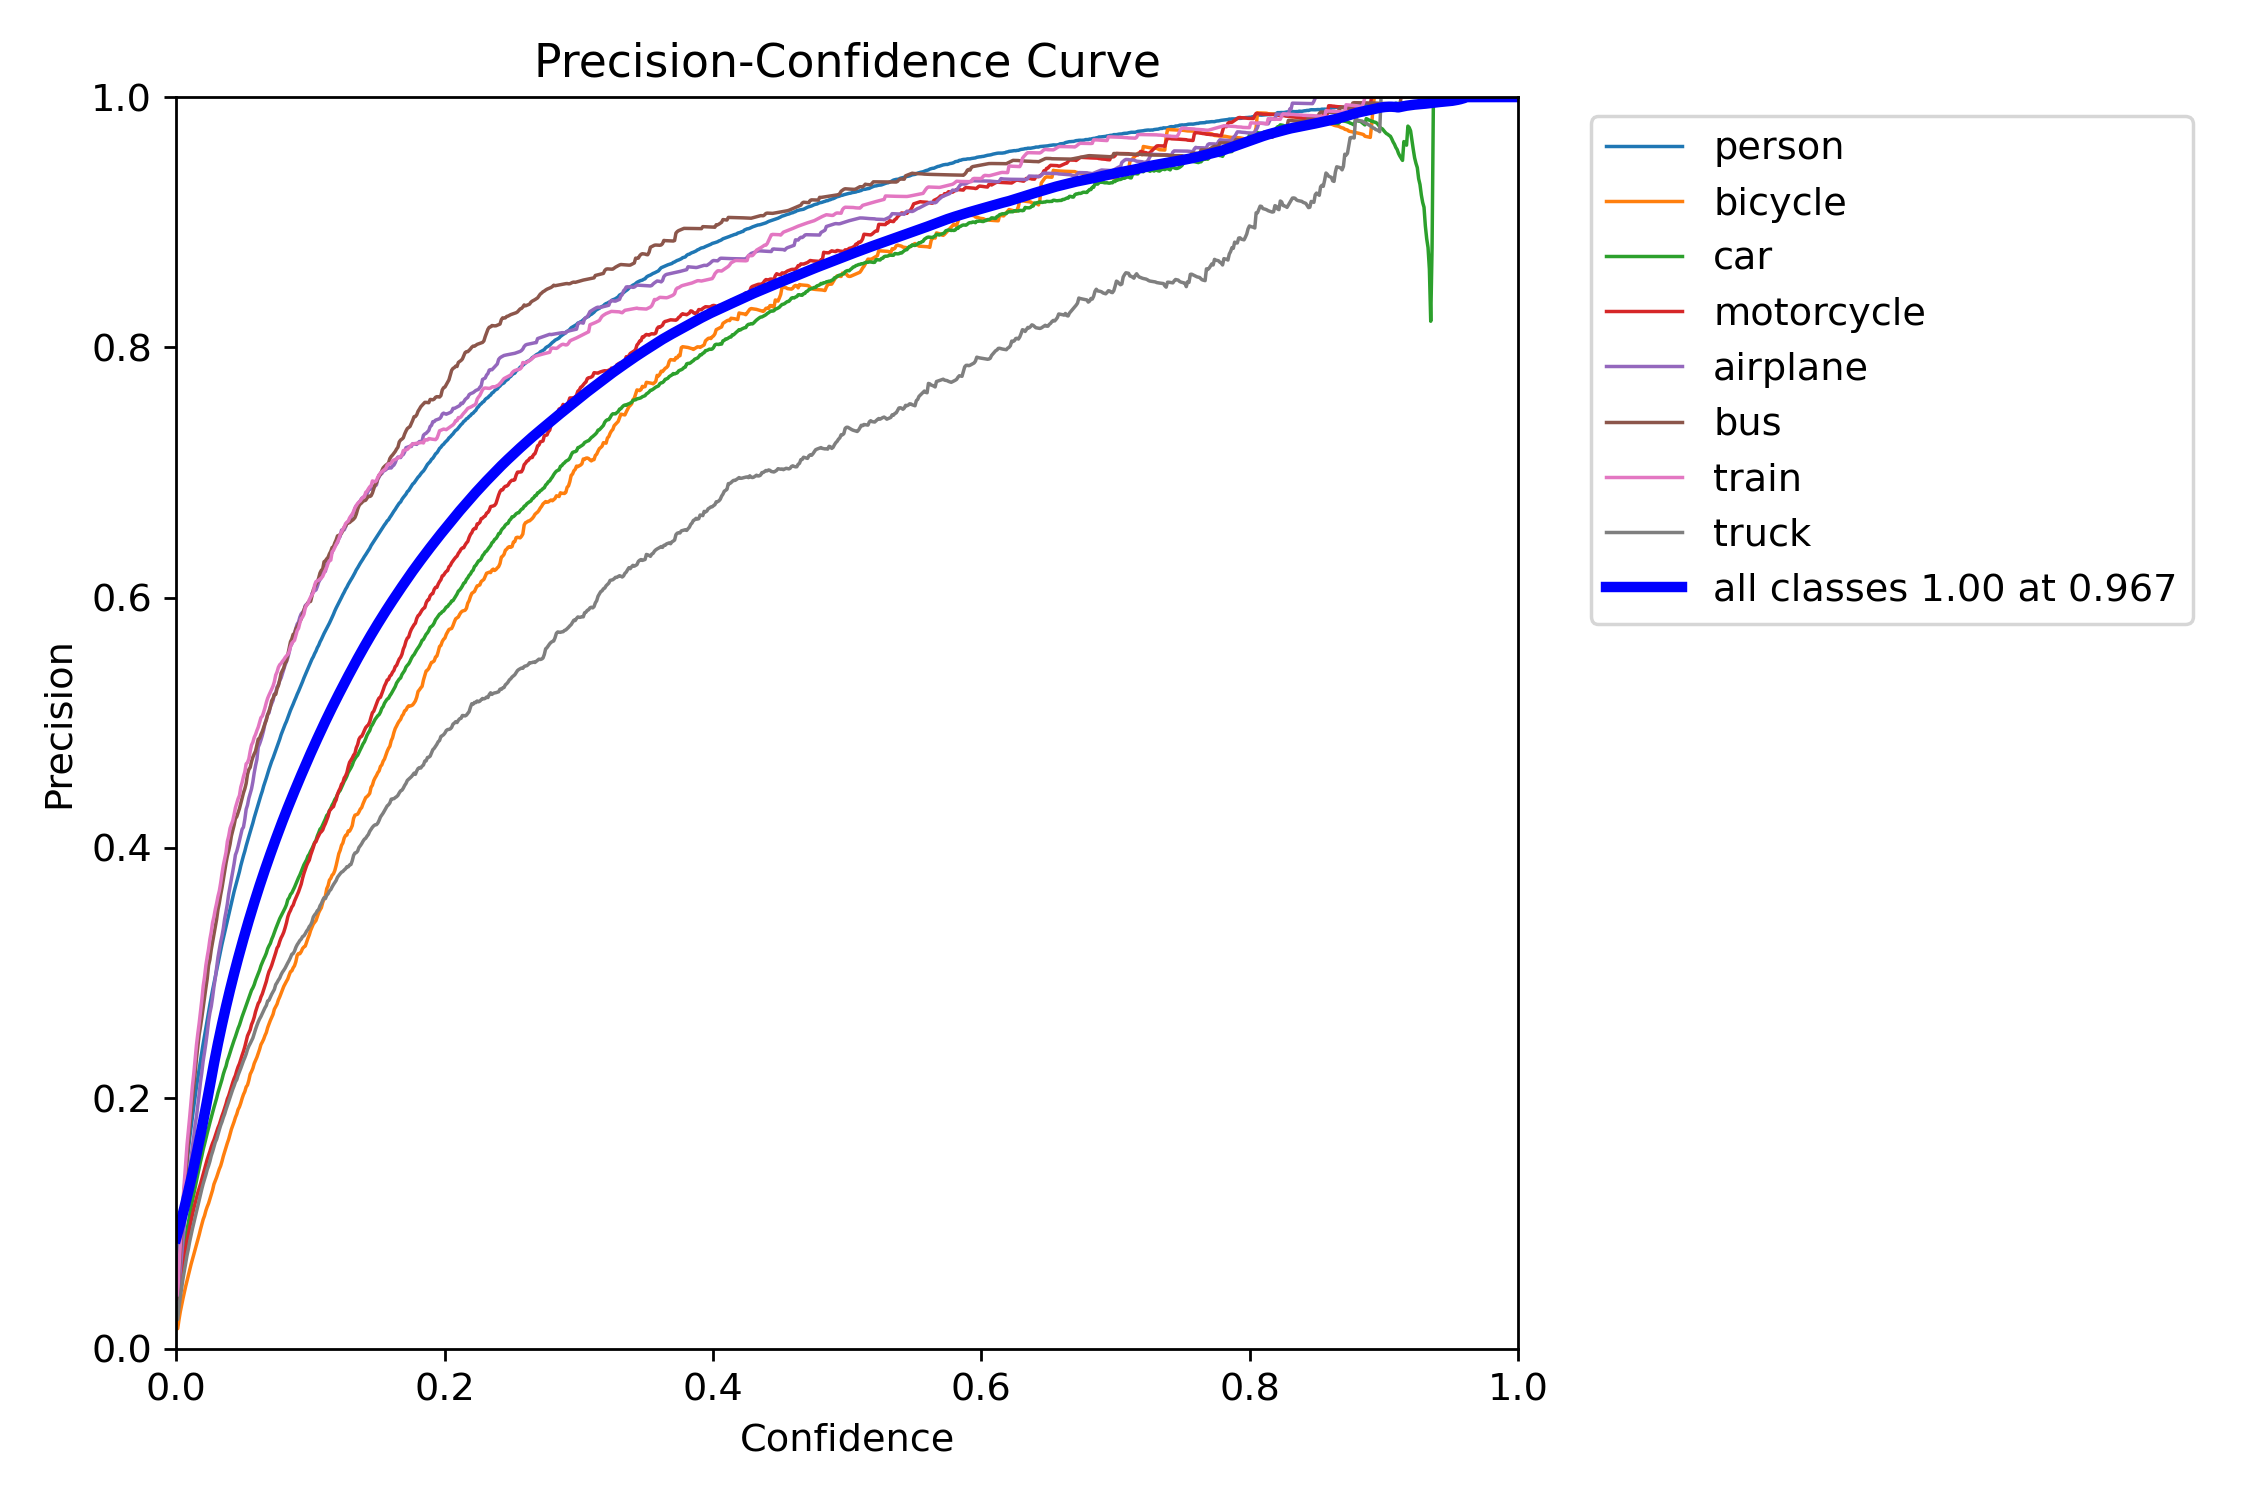 Precision-Confidence Curve
1.0
0.8
0.6
0.4
0.2
0.0
Precision
0.0 0.2 0.4 0.6 0.8 1.0
Confidence
person
bicycle
car
motorcycle
airplane
bus
train
truck
all classes 1.00 at 0.967